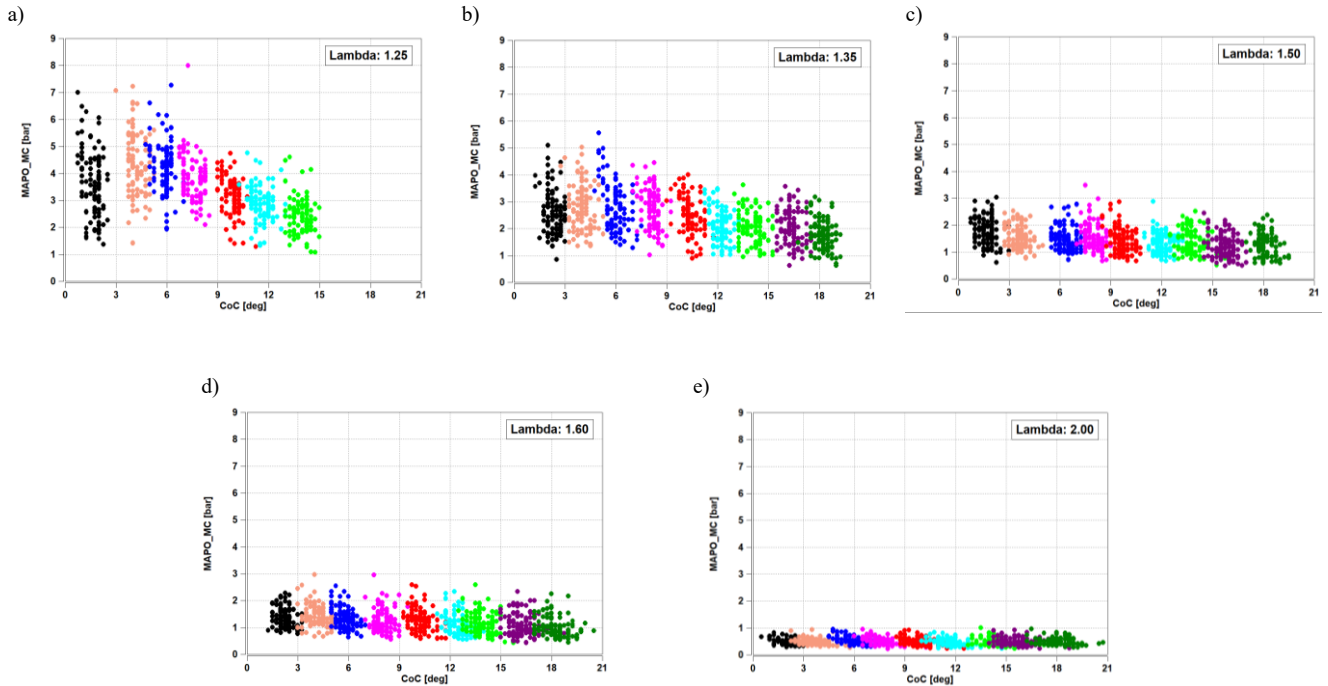 a)
b)
c)
9
8
7
6
5
4
3
2
1
0
MAPO_MC [bar]
Lambda: 1.25
0 3 6 9 12 15 18 21
CoC [deg]
9
8
7
6
5
4
3
2
1
0
MAPO_MC [bar]
Lambda: 1.35
0 3 6 9 12 15 18 21
CoC [deg]
9
8
7
6
5
4
3
2
1
0
MAPO_MC [bar]
Lambda: 1.50
0 3 6 9 12 15 18 21
CoC [deg]
d)
e)
9
8
7
6
5
4
3
2
1
0
MAPO_MC [bar]
Lambda: 1.60
0 3 6 9 12 15 18 21
CoC [deg]
9
8
7
6
5
4
3
2
1
0
MAPO_MC [bar]
Lambda: 2.00
0 3 6 9 12 15 18 21
CoC [deg]